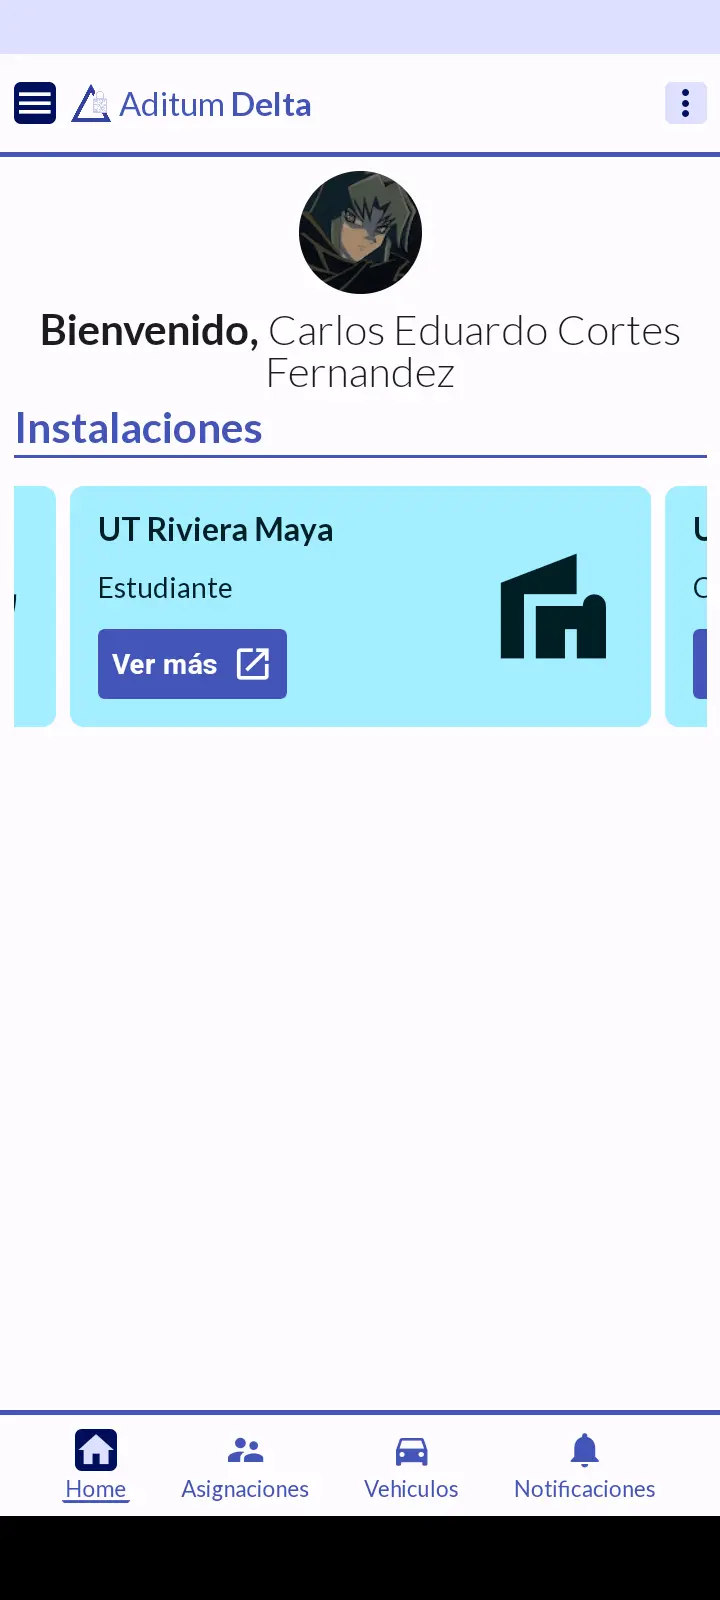 Aditum Delta
Bienvenido, Carlos Eduardo Cortes
Fernandez
Instalaciones
UT Riviera Maya
Estudiante
Ver más
Home
Asignaciones
Vehiculos
Notificaciones